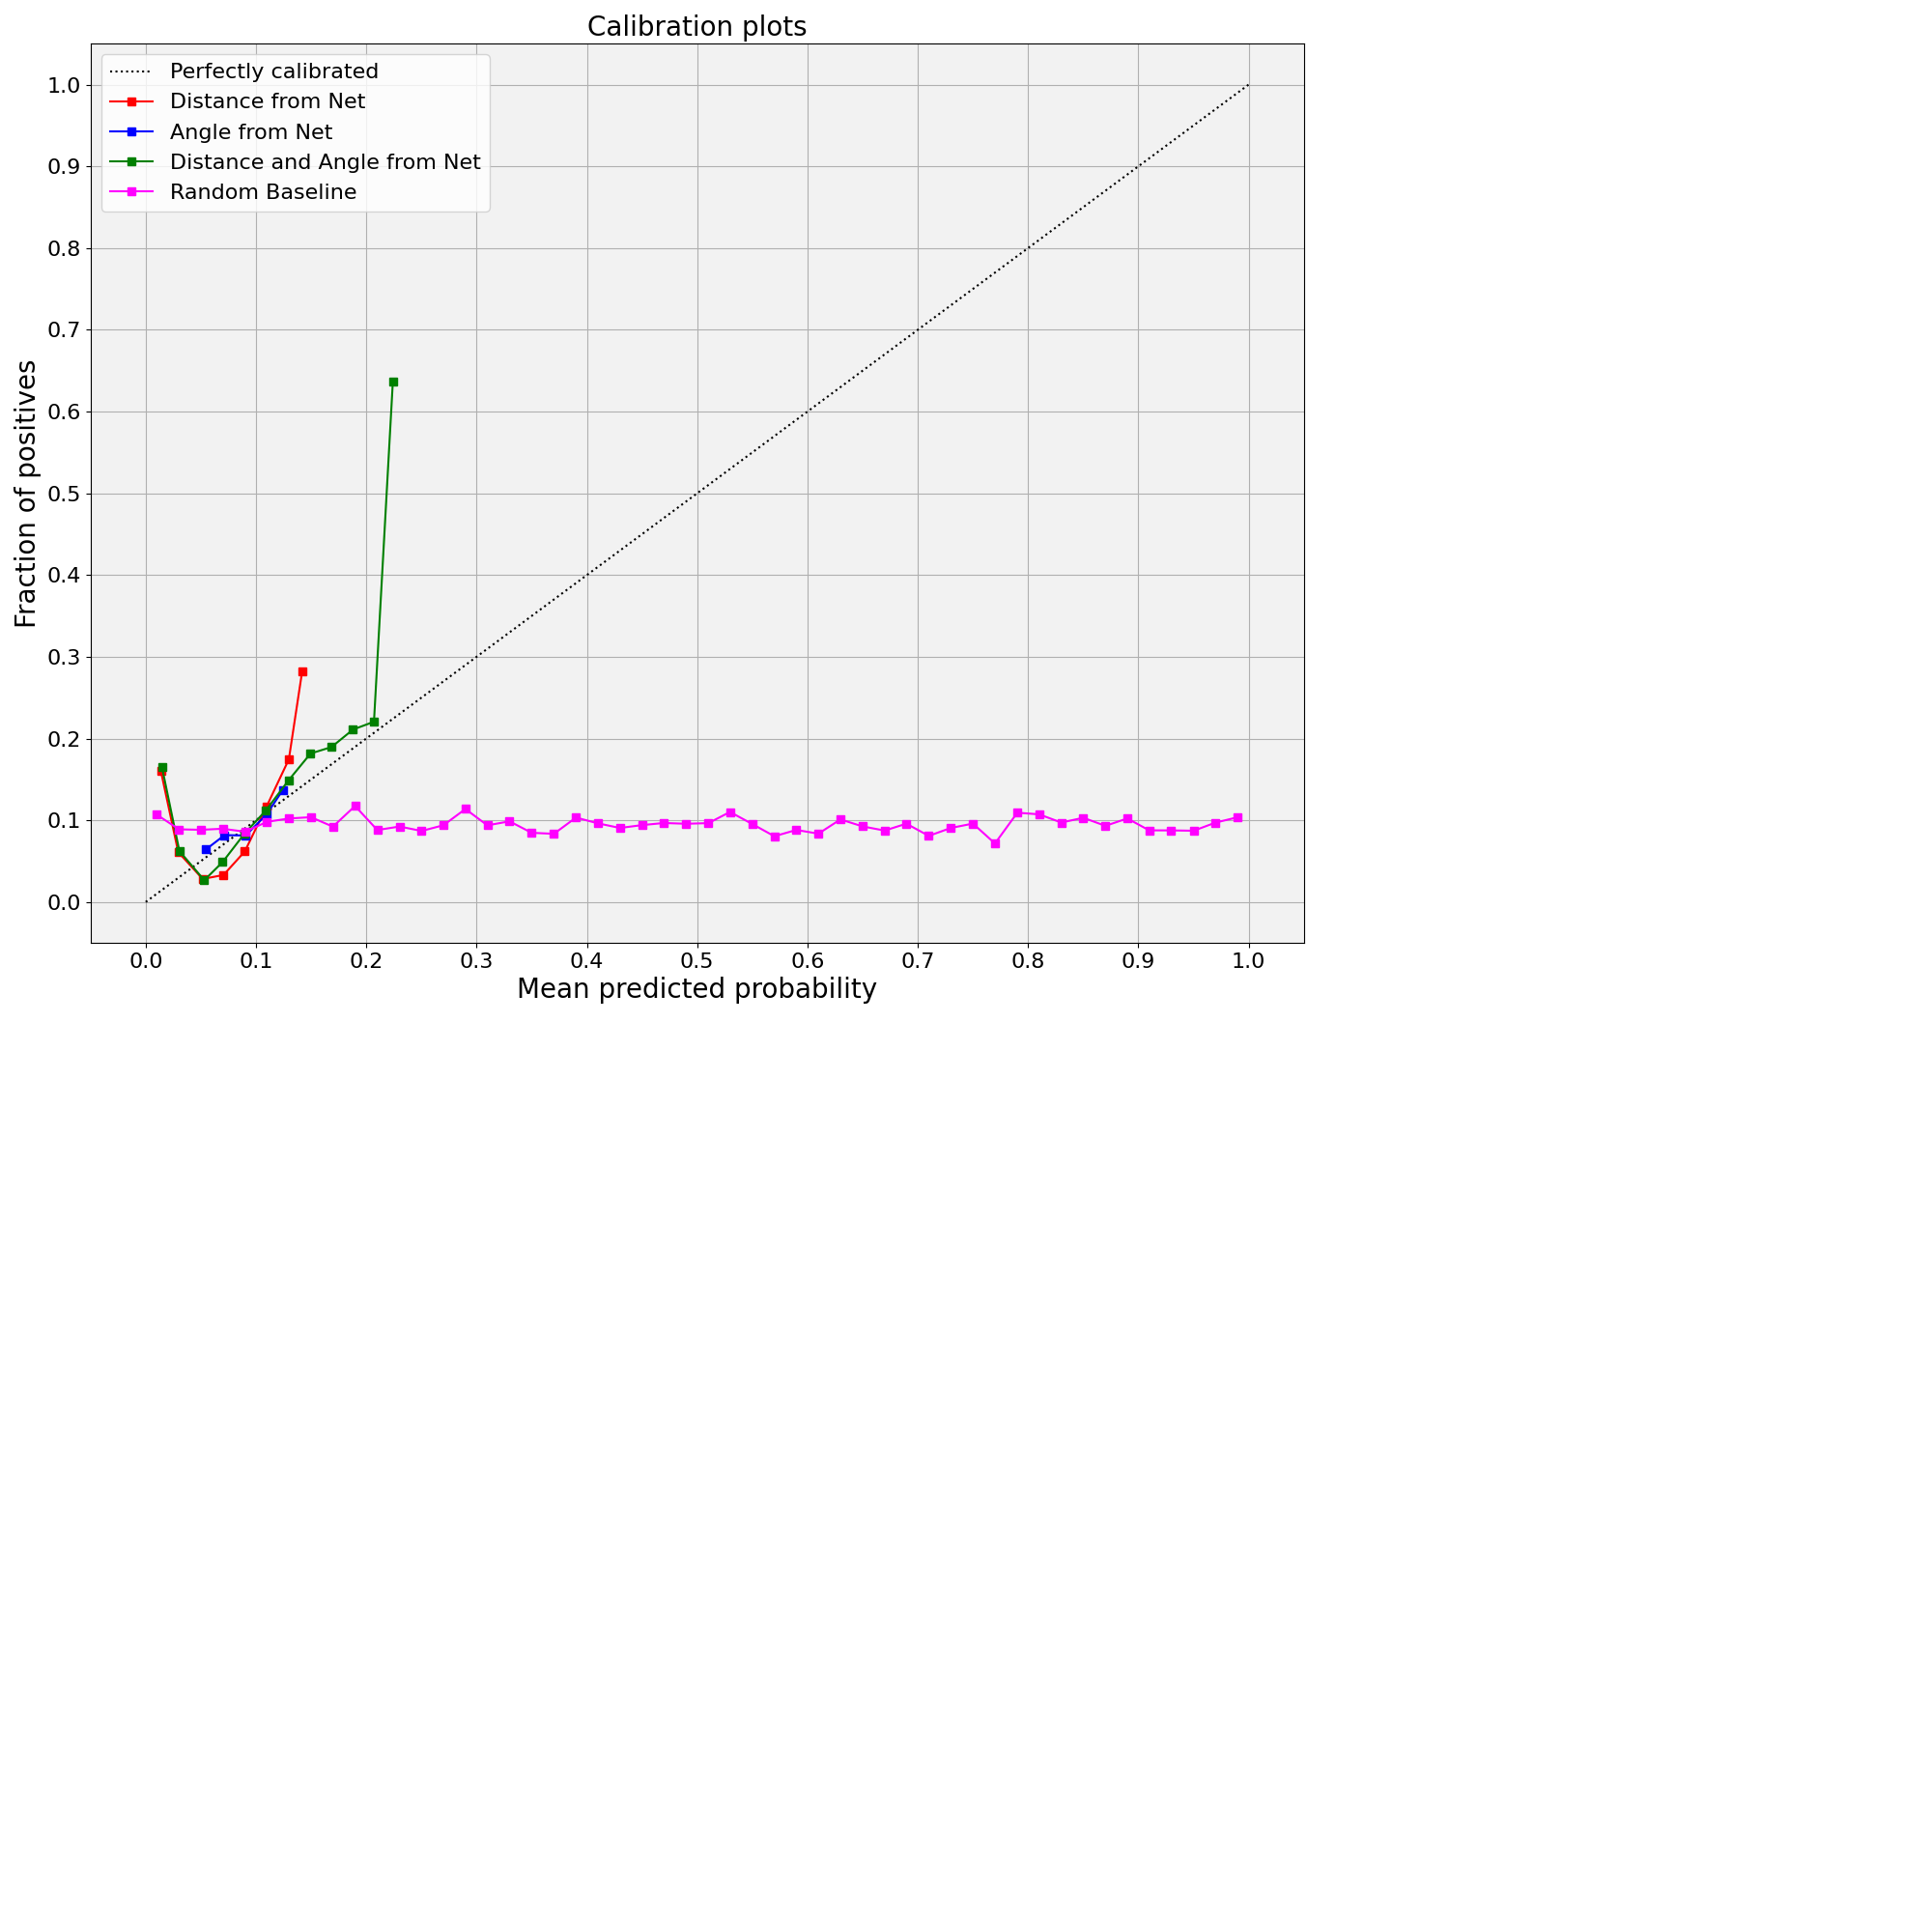 Calibration plots
Perfectly calibrated
Distance from Net
Angle from Net
Distance and Angle from Net
Random Baseline
Fraction of positives
1.0
0.9
0.8
0.7
0.6
0.5
0.4
0.3
0.2
0.1
0.0
0.0 0.1 0.2 0.3 0.4 0.5 0.6 0.7 0.8 0.9 1.0
Mean predicted probability